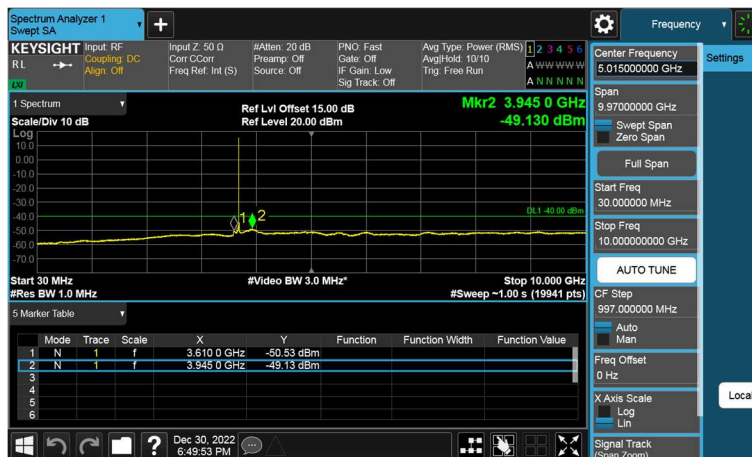 Spectrum Analyzer 1
Swept SA
+
Frequency
KEYSIGHT
RL
LXI
Input: RF
Coupling: DC
Align: Off
Input Z: 50 Ω
Corr CCorr
Freq Ref: Int (S)
#Atten: 20 dB
Preamp: Off
Source: Off
PNO: Fast
Gate: Off
IF Gain: Low
Sig Track: Off
Avg Type: Power (RMS)
Avg|Hold: 10/10
Trig: Free Run
1 2 3 4 5 6
A W W W W W
A N N N N N
1 Spectrum
Scale/Div 10 dB
Ref Lvl Offset 15.00 dB
Ref Level 20.00 dBm
Mkr2 3.945 0 GHz
-49.130 dBm
Log
10.0
0.00
-10.0
-20.0
-30.0
-40.0
-50.0
-60.0
-70.0
1
2
DL1 -40.00 dBm
Start 30 MHz
#Res BW 1.0 MHz
#Video BW 3.0 MHz*
Stop 10.000 GHz
#Sweep ~1.00 s (19941 pts)
5 Marker Table
Mode Trace Scale X Y Function Function Width Function Value
1 N 1 f 3.610 0 GHz -50.53 dBm
2 N 1 f 3.945 0 GHz -49.13 dBm
3
4
5
6
?
Dec 30, 2022
6:49:53 PM
Center Frequency
5.015000000 GHz
Span
9.97000000 GHz
Swept Span
Zero Span
Full Span
Start Freq
30.000000 MHz
Stop Freq
10.000000000 GHz
AUTO TUNE
CF Step
997.000000 MHz
Auto
Man
Freq Offset
0 Hz
X Axis Scale
Log
Lin
Signal Track
(Span Zoom)
Settings
Local